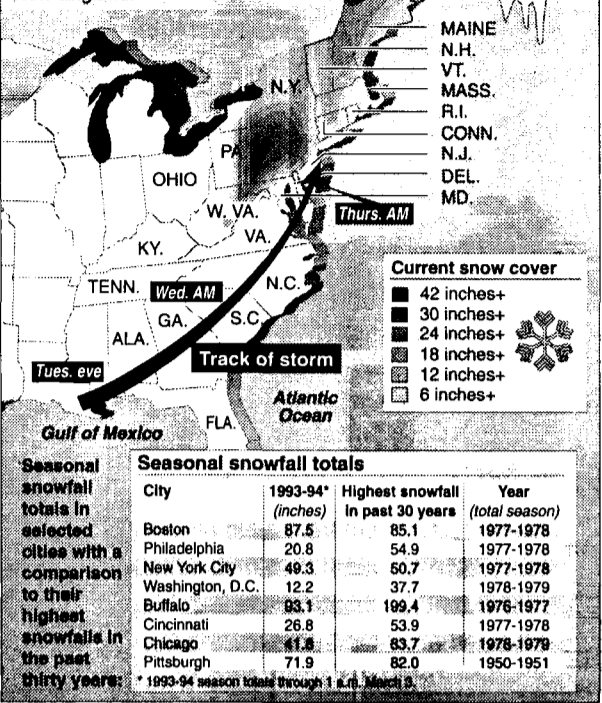 MAINE
N.H.
VT.
MASS.
R.I.
CONN.
N.J.
DEL.
MD.
N.Y.
PA
OHIO
W. VA.
VA.
KY.
TENN.
N.C.
S.C.
GA.
ALA.
FLA.
Thurs. AM
Wed. AM
Tues. eve
Track of storm
Atlantic
Ocean
Gulf of Mexico
Current snow cover
42 inches+
30 inches+
24 inches+
18 inches+
12 inches+
6 inches+
Seasonal
snowfall
totals in
selected
cities with a
comparison
to their
highest
snowfalls in
the past
thirty years:
Seasonal snowfall totals
City 1993-94* Highest snowfall Year
(inches) in past 30 years (total season)
Boston 87.5 85.1 1977-1978
Philadelphia 20.8 54.9 1977-1978
New York City 49.3 50.7 1977-1978
Washington, D.C. 12.2 37.7 1978-1979
Buffalo 93.1 199.4 1976-1977
Cincinnati 26.8 53.9 1977-1978
Chicago 41.8 83.7 1978-1979
Pittsburgh 71.9 82.0 1950-1951
* 1993-94 season totals through 1 a.m. March 3.